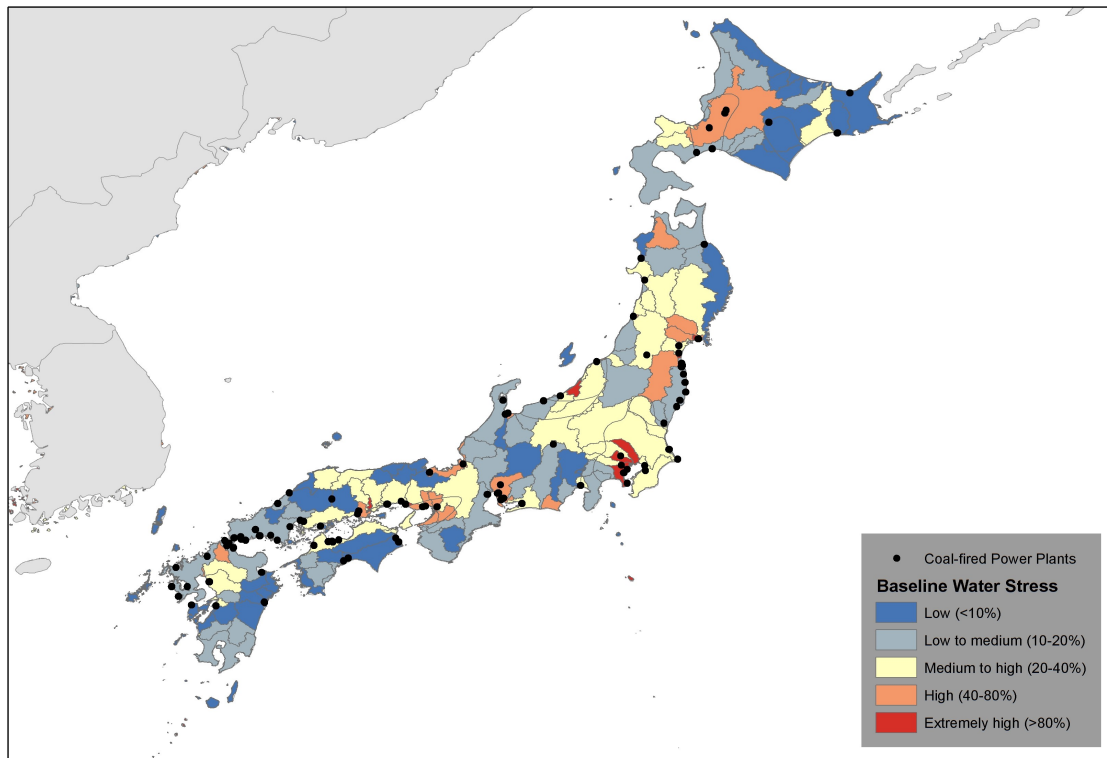 Coal-fired Power Plants
Baseline Water Stress
Low (<10%)
Low to medium (10-20%)
Medium to high (20-40%)
High (40-80%)
Extremely high (>80%)